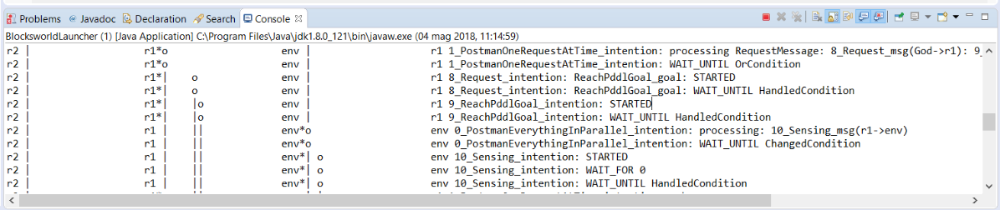 Problems @ Javadoc Declaration Search Console
BlocksworldLauncher (1) [Java Application] C:\Program Files\Java\jdk1.8.0_121\bin\javaw.exe (04 mag 2018, 11:14:59)
r2 | r1*o env | r1 1_PostmanOneRequestAtTime_intention: processing RequestMessage: 8_Request_msg(God->r1): 9_
r2 | r1*o env | r1 1_PostmanOneRequestAtTime_intention: WAIT_UNTIL OrCondition
r2 | r1*| o env | r1 8_Request_intention: ReachPddlGoal_goal: STARTED
r2 | r1*| o env | r1 8_Request_intention: ReachPddlGoal_goal: WAIT_UNTIL HandledCondition
r2 | r1*| |o env | r1 9_ReachPddlGoal_intention: STARTED
r2 | r1*| |o env | r1 9_ReachPddlGoal_intention: WAIT_UNTIL HandledCondition
r2 | r1 | || env*o env 0_PostmanEverythingInParallel_intention: processing: 10_Sensing_msg(r1->env)
r2 | r1 | || env*o env 0_PostmanEverythingInParallel_intention: WAIT_UNTIL ChangedCondition
r2 | r1 | || env*| o env 10_Sensing_intention: STARTED
r2 | r1 | || env*| o env 10_Sensing_intention: WAIT_FOR 0
r2 | r1 | || env*| o env 10_Sensing_intention: WAIT_UNTIL HandledCondition